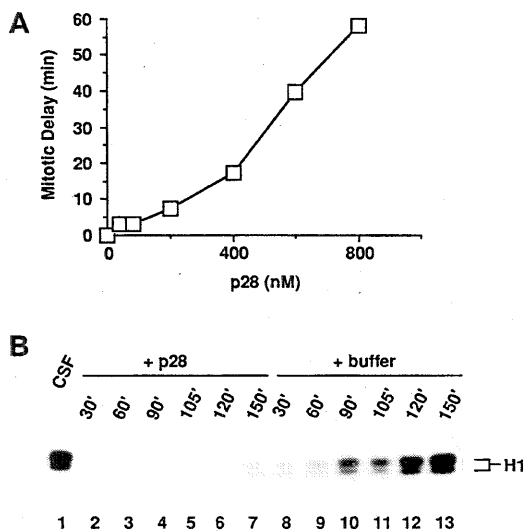 A
Mitotic Delay (min)
60
50
40
30
20
10
0
0 400 800
p28 (nM)
B
CSF
+ p28 + buffer
30' 60' 90' 105' 120' 150' 30' 60' 90' 105' 120' 150'
H1
1 2 3 4 5 6 7 8 9 10 11 12 13